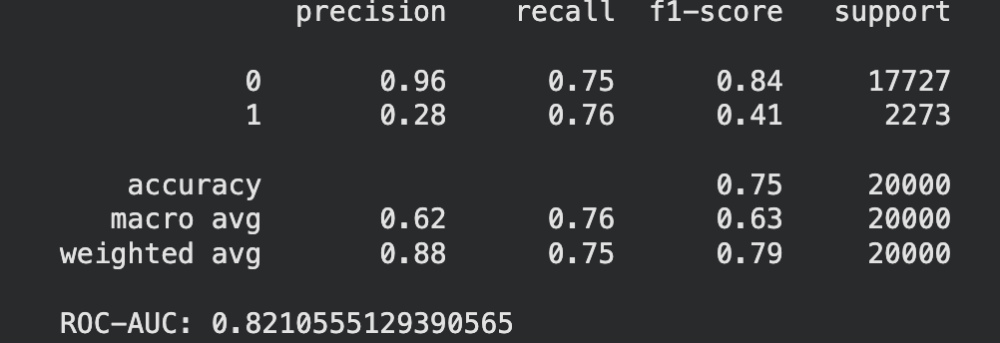 precision recall f1-score support
0 0.96 0.75 0.84 17727
1 0.28 0.76 0.41 2273
accuracy 0.75 20000
macro avg 0.62 0.76 0.63 20000
weighted avg 0.88 0.75 0.79 20000
ROC-AUC: 0.8210555129390565